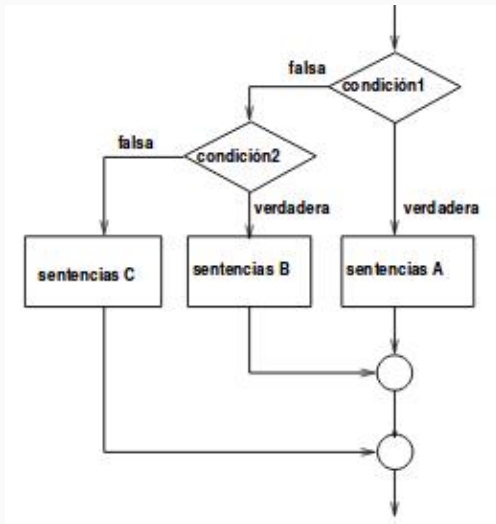 falsa
condición1
falsa
condición2
verdadera
verdadera
sentencias C
sentencias B
sentencias A